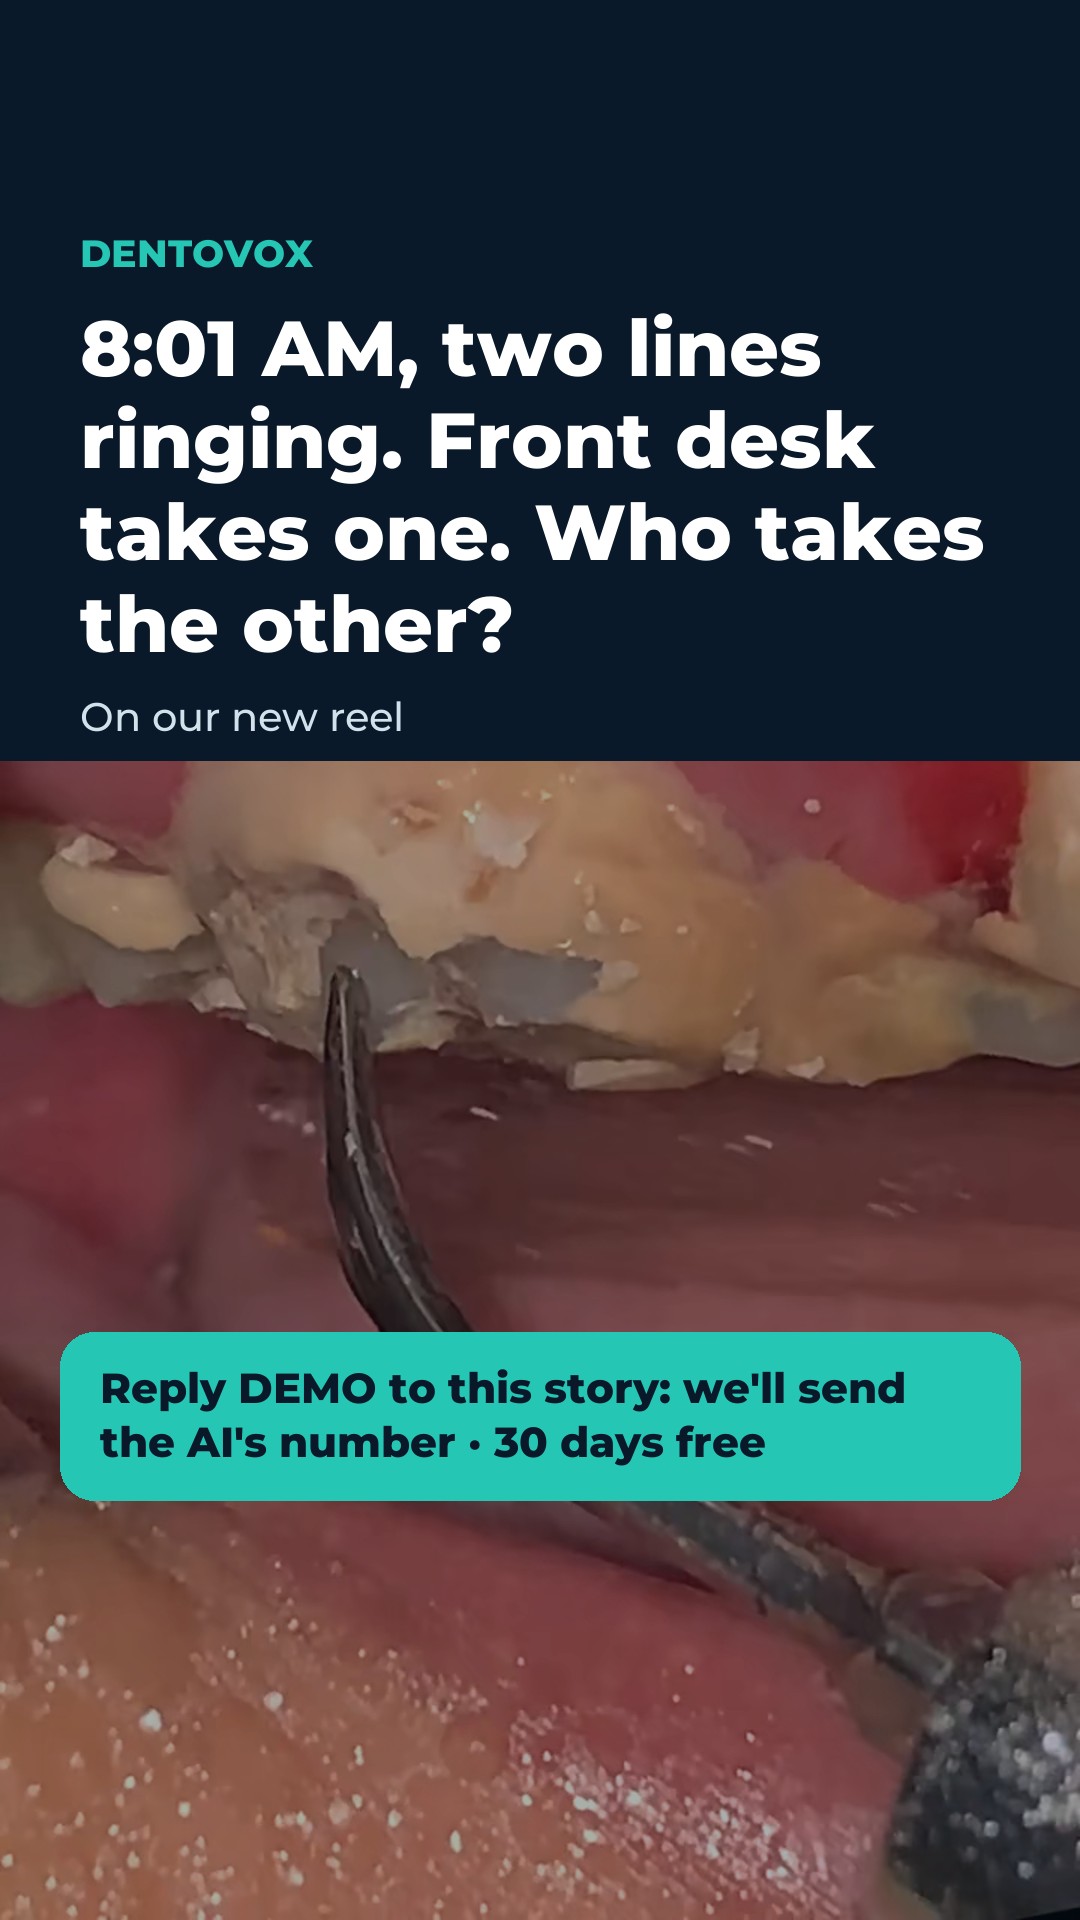 DENTOVOX
8:01 AM, two lines
ringing. Front desk
takes one. Who takes
the other?
On our new reel
Reply DEMO to this story: we'll send
the AI's number · 30 days free